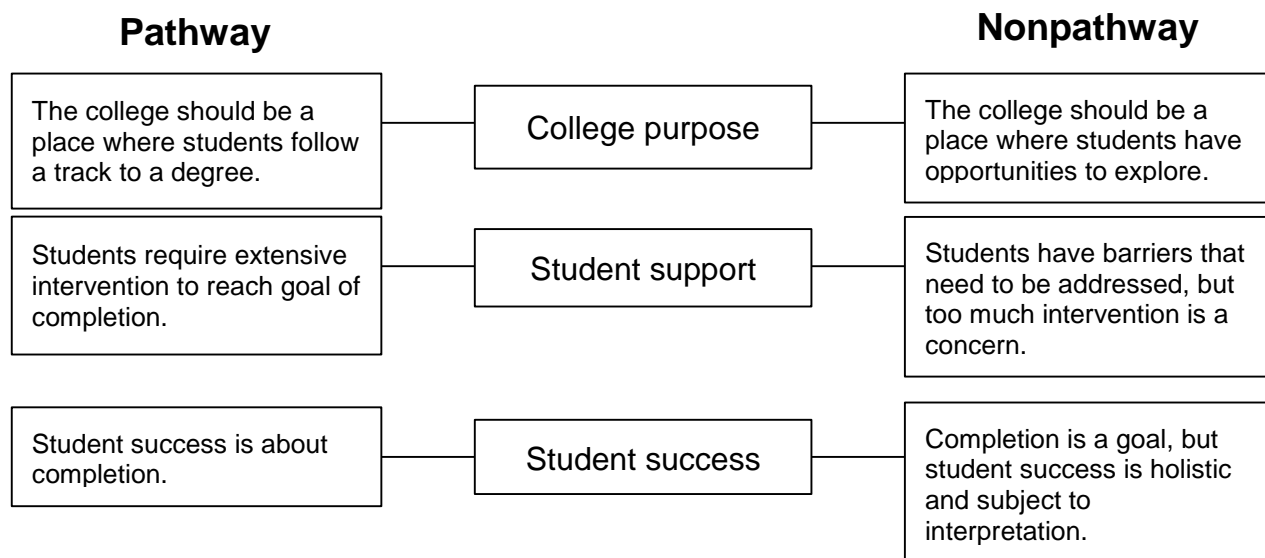 Pathway
Nonpathway
The college should be a
place where students follow
a track to a degree.
College purpose
The college should be a
place where students have
opportunities to explore.
Students require extensive
intervention to reach goal of
completion.
Student support
Students have barriers that
need to be addressed, but
too much intervention is a
concern.
Student success is about
completion.
Student success
Completion is a goal, but
student success is holistic
and subject to
interpretation.